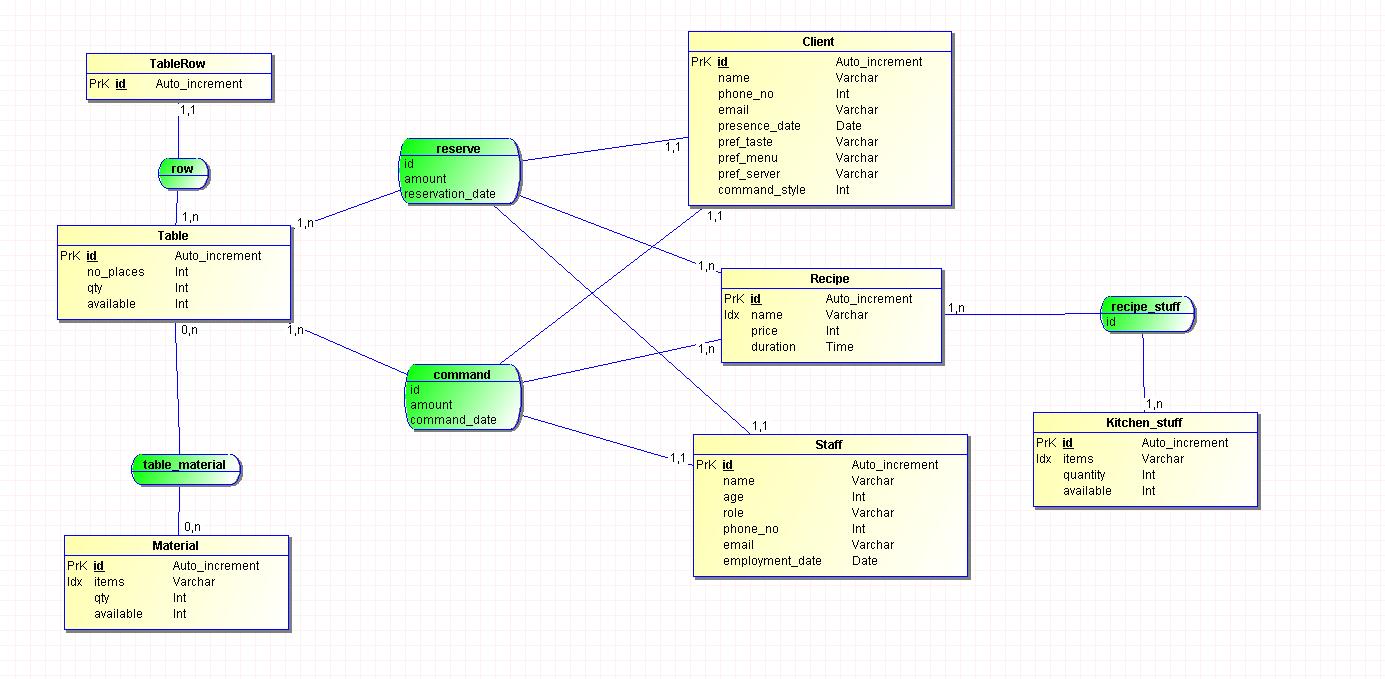 TableRow
PrK id Auto_increment
1,1
row
1,n
Table
PrK id Auto_increment
no_places Int
qty Int
available Int
0,n
table_material
0,n
Material
PrK id Auto_increment
Idx items Varchar
qty Int
available Int
1,n
reserve
id
amount
reservation_date
1,n
command
id
amount
command_date
1,1
Client
PrK id Auto_increment
name Varchar
phone_no Int
email Varchar
presence_date Date
pref_taste Varchar
pref_menu Varchar
pref_server Varchar
command_style Int
1,1
1,n
Recipe
PrK id Auto_increment
Idx name Varchar
price Int
duration Time
1,n
1,n
recipe_stuff
id
1,n
Kitchen_stuff
PrK id Auto_increment
Idx items Varchar
quantity Int
available Int
1,1
1,1
Staff
PrK id Auto_increment
name Varchar
age Int
role Varchar
phone_no Int
email Varchar
employment_date Date